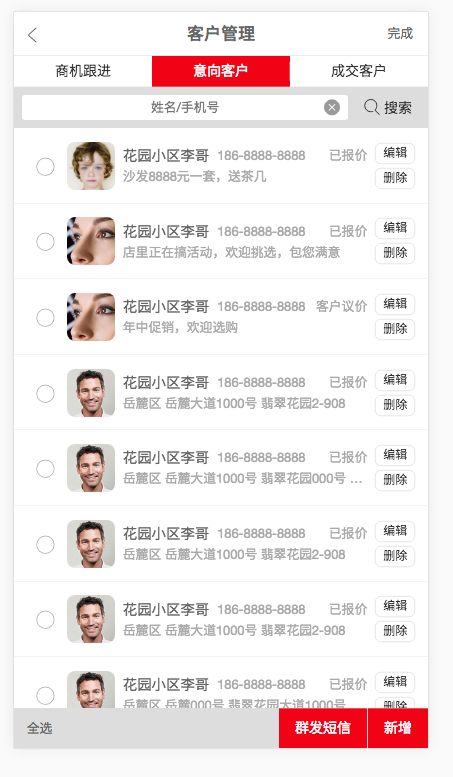 客户管理 完成
商机跟进 意向客户 成交客户
姓名/手机号 搜索
花园小区李哥 186-8888-8888 已报价 编辑
沙发8888元一套，送茶几 删除
花园小区李哥 186-8888-8888 已报价 编辑
店里正在搞活动，欢迎挑选，包您满意 删除
花园小区李哥 186-8888-8888 客户议价 编辑
年中促销，欢迎选购 删除
花园小区李哥 186-8888-8888 已报价 编辑
岳麓区 岳麓大道1000号 翡翠花园2-908 删除
花园小区李哥 186-8888-8888 已报价 编辑
岳麓区 岳麓大道1000号 翡翠花园000号 … 删除
花园小区李哥 186-8888-8888 已报价 编辑
岳麓区 岳麓大道1000号 翡翠花园2-908 删除
花园小区李哥 186-8888-8888 已报价 编辑
岳麓区 岳麓大道1000号 翡翠花园2-908 删除
花园小区李哥 186-8888-8888 已报价 编辑
岳麓区 岳麓000号 翡翠花园大道1000号 删除
全选 群发短信 新增